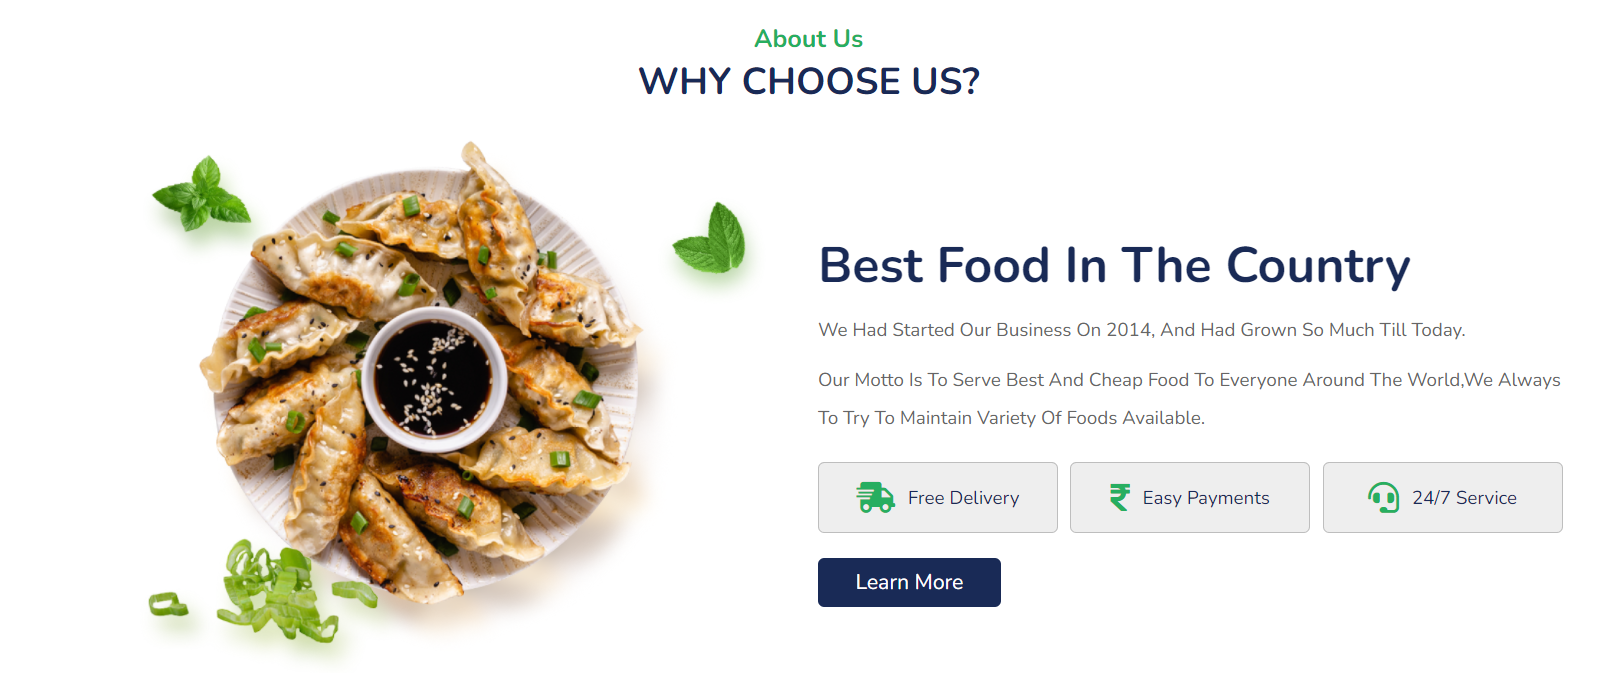 About Us
WHY CHOOSE US?
Best Food In The Country
We Had Started Our Business On 2014, And Had Grown So Much Till Today.
Our Motto Is To Serve Best And Cheap Food To Everyone Around The World,We Always
To Try To Maintain Variety Of Foods Available.
Free Delivery
₹ Easy Payments
24/7 Service
Learn More